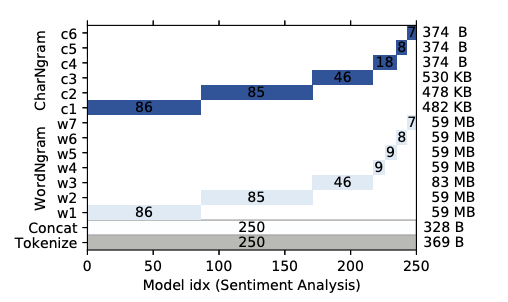 CharNgram
WordNgram
c6 7 374 B
c5 8 374 B
c4 18 374 B
c3 46 530 KB
c2 85 478 KB
c1 86 482 KB
w7 7 59 MB
w6 8 59 MB
w5 9 59 MB
w4 9 59 MB
w3 46 83 MB
w2 85 59 MB
w1 86 59 MB
Concat 250 328 B
Tokenize 250 369 B
0 50 100 150 200 250
Model idx (Sentiment Analysis)